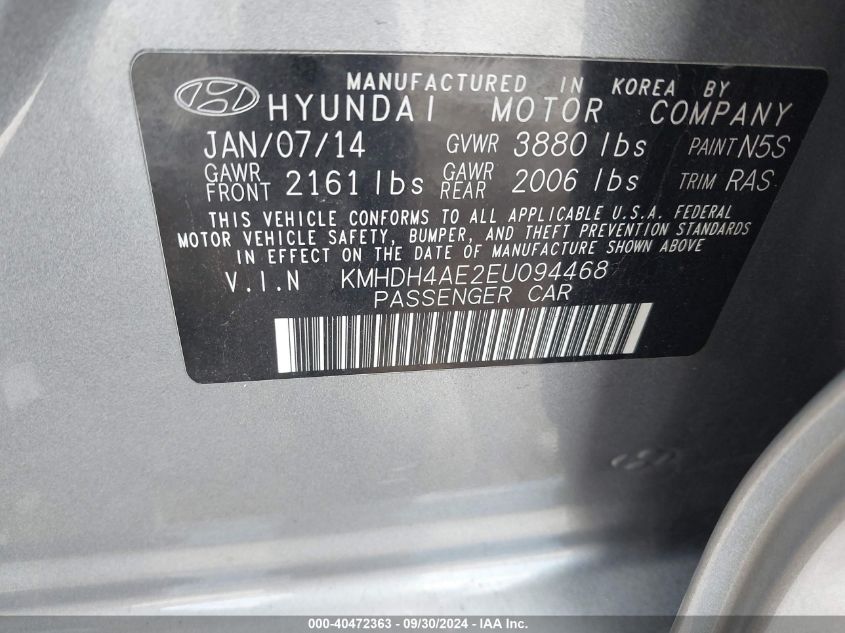 MANUFACTURED IN KOREA BY
HYUNDAI MOTOR COMPANY
JAN/07/14 GVWR 3880 lbs PAINT N5S
GAWR FRONT 2161 lbs GAWR REAR 2006 lbs TRIM RAS
THIS VEHICLE CONFORMS TO ALL APPLICABLE U.S.A. FEDERAL
MOTOR VEHICLE SAFETY, BUMPER, AND THEFT PREVENTION STANDARDS
IN EFFECT ON THE DATE OF MANUFACTURE SHOWN ABOVE
V.I.N KMHDH4AE2EU094468
PASSENGER CAR
000-40472363 - 09/30/2024 - IAA Inc.